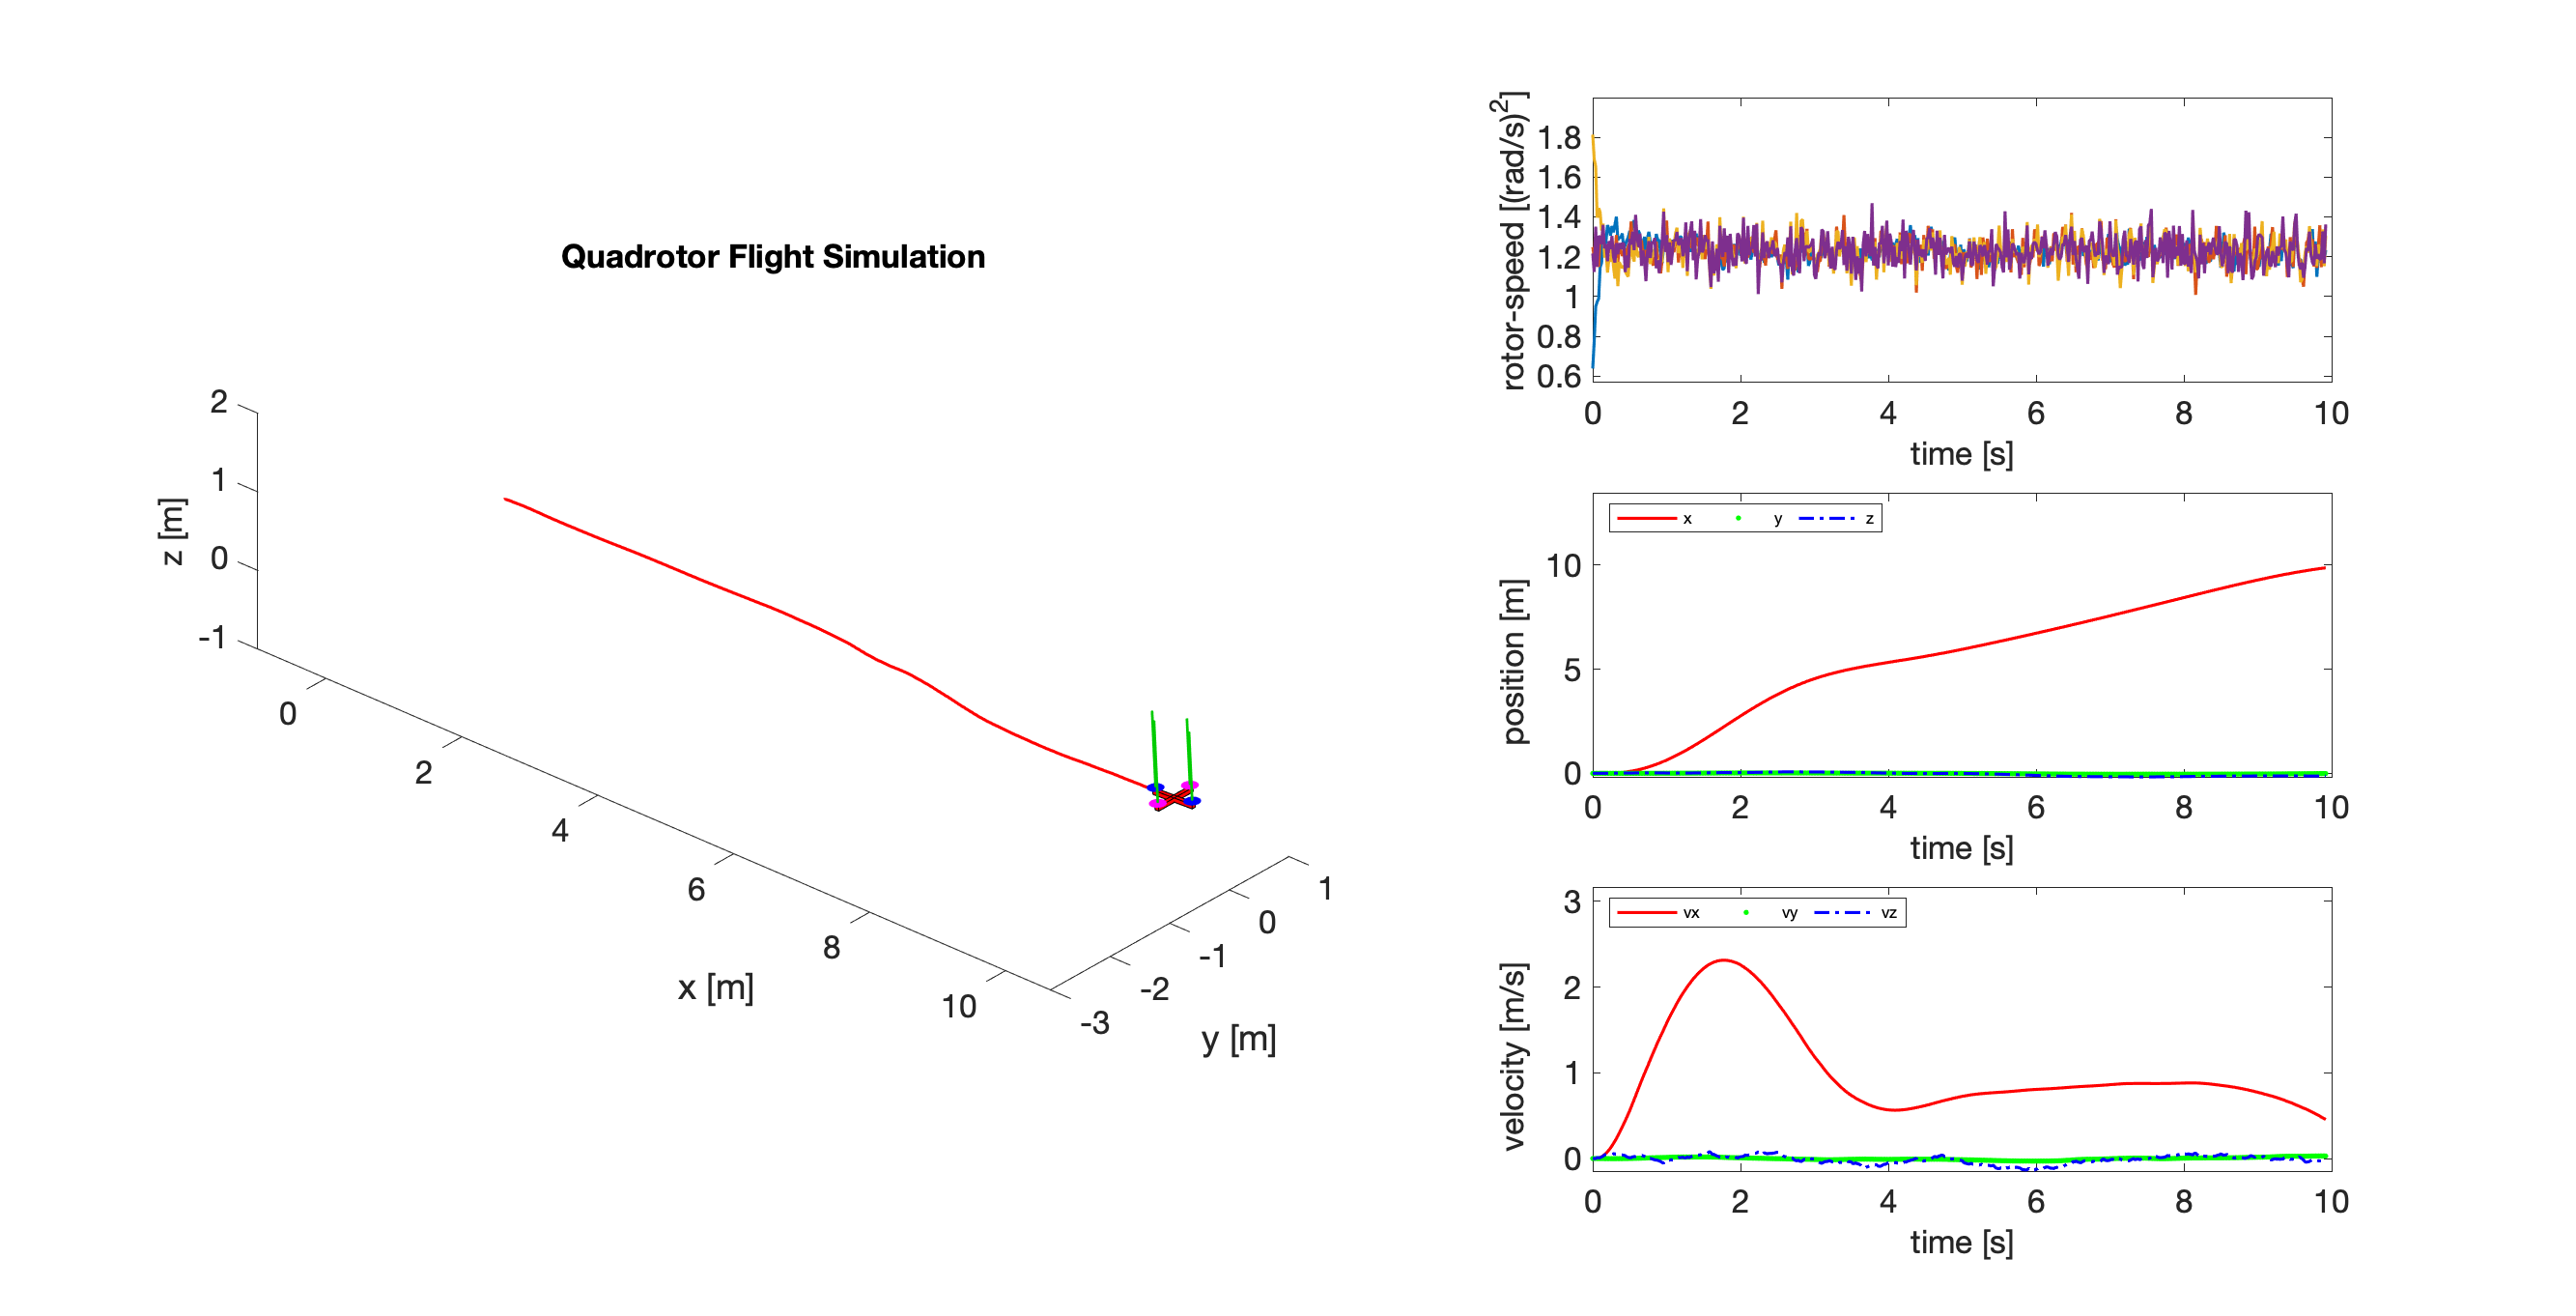 Quadrotor Flight Simulation
2
1
0
-1
z [m]
0
2
4
6
8
10
x [m]
-3
-2
-1
0
1
y [m]
rotor-speed [(rad/s)²]
1.8
1.6
1.4
1.2
1
0.8
0.6
0 2 4 6 8 10
time [s]
x y z
position [m]
10
5
0
0 2 4 6 8 10
time [s]
vx vy vz
velocity [m/s]
3
2
1
0
0 2 4 6 8 10
time [s]